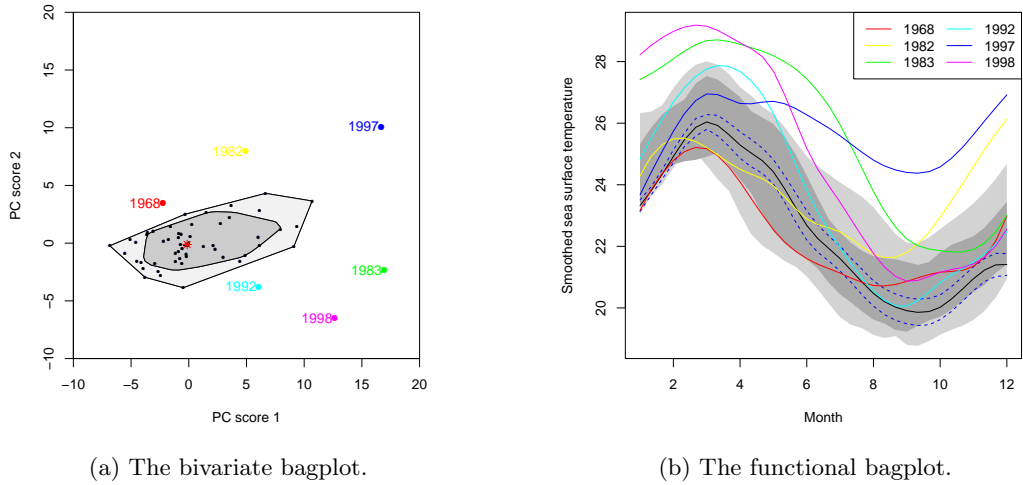 20
15
10
5
0
−5
−10
PC score 2
1997
1982
1968
1983
1992
1998
−10 −5 0 5 10 15 20
PC score 1
(a) The bivariate bagplot.
28
26
24
22
20
Smoothed sea surface temperature
1968 1992
1982 1997
1983 1998
2 4 6 8 10 12
Month
(b) The functional bagplot.